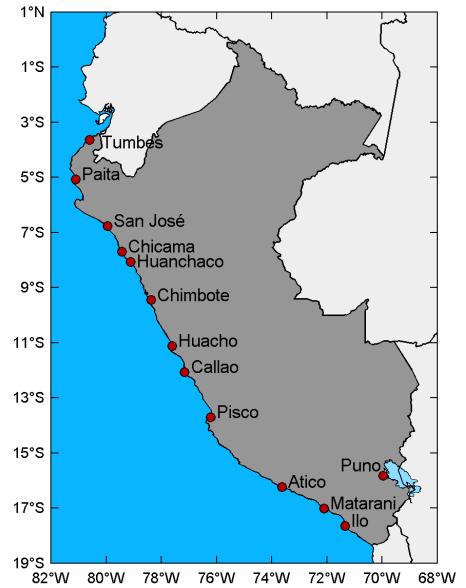 1°N
1°S
3°S
Tumbes
5°S
Paita
7°S
San José
Chicama
Huanchaco
9°S
Chimbote
11°S
Huacho
Callao
13°S
Pisco
15°S
Puno
Atico
17°S
Matarani
Ilo
19°S
82°W 80°W 78°W 76°W 74°W 72°W 70°W 68°W